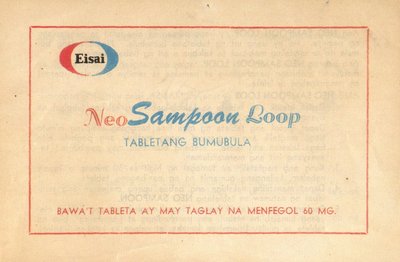 Eisai
Neo Sampoon Loop
TABLETANG BUMUBULA
BAWA'T TABLETA AY MAY TAGLAY NA MENFEGOL 60 MG.